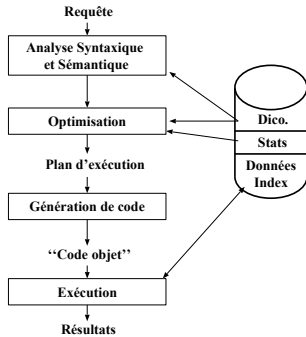 Requête
Analyse Syntaxique
et Sémantique
Optimisation
Plan d’exécution
Génération de code
‘‘Code objet’’
Exécution
Résultats
Dico.
Stats
Données
Index